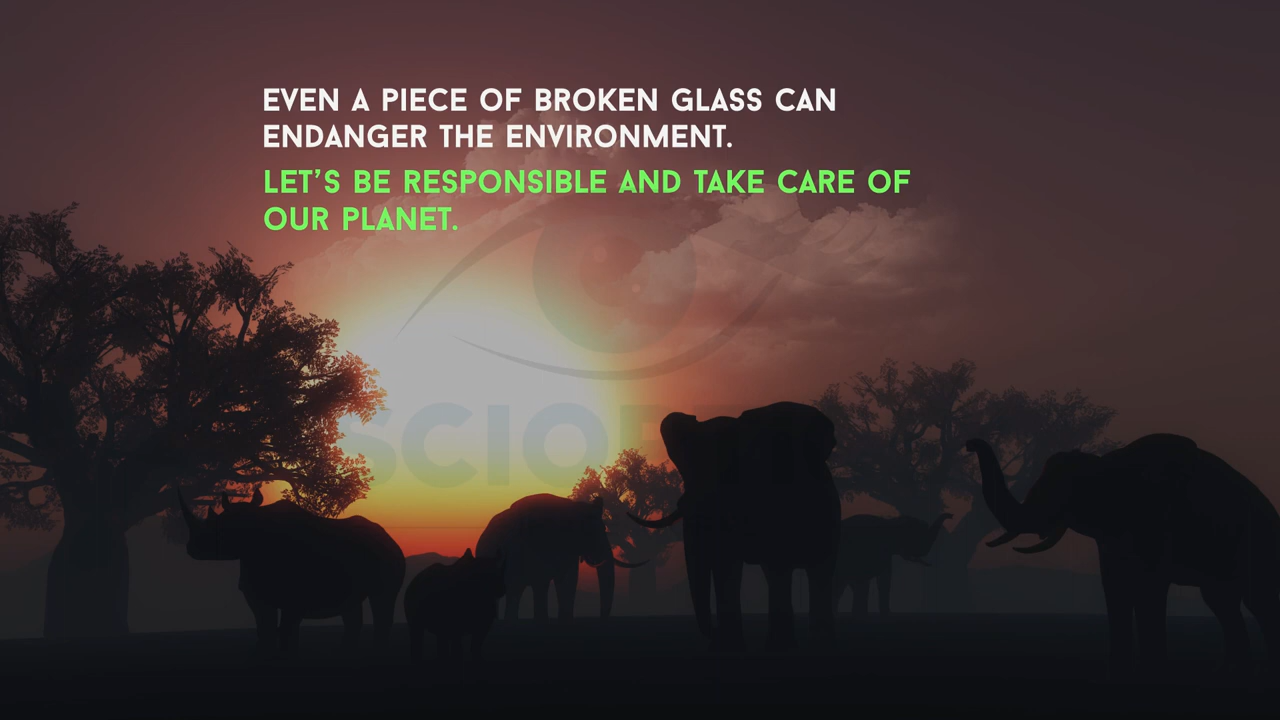 EVEN A PIECE OF BROKEN GLASS CAN
ENDANGER THE ENVIRONMENT.
LET'S BE RESPONSIBLE AND TAKE CARE OF
OUR PLANET.